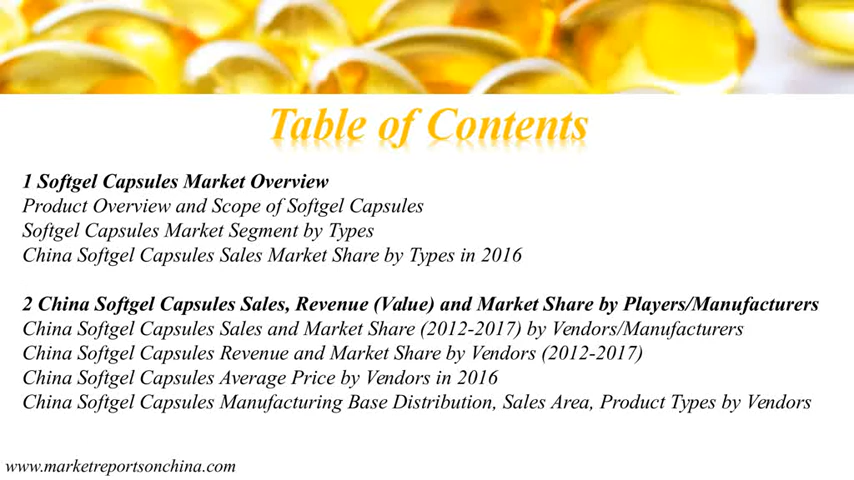 Table of Contents
1 Softgel Capsules Market Overview
Product Overview and Scope of Softgel Capsules
Softgel Capsules Market Segment by Types
China Softgel Capsules Sales Market Share by Types in 2016
2 China Softgel Capsules Sales, Revenue (Value) and Market Share by Players/Manufacturers
China Softgel Capsules Sales and Market Share (2012-2017) by Vendors/Manufacturers
China Softgel Capsules Revenue and Market Share by Vendors (2012-2017)
China Softgel Capsules Average Price by Vendors in 2016
China Softgel Capsules Manufacturing Base Distribution, Sales Area, Product Types by Vendors
www.marketreportsonchina.com